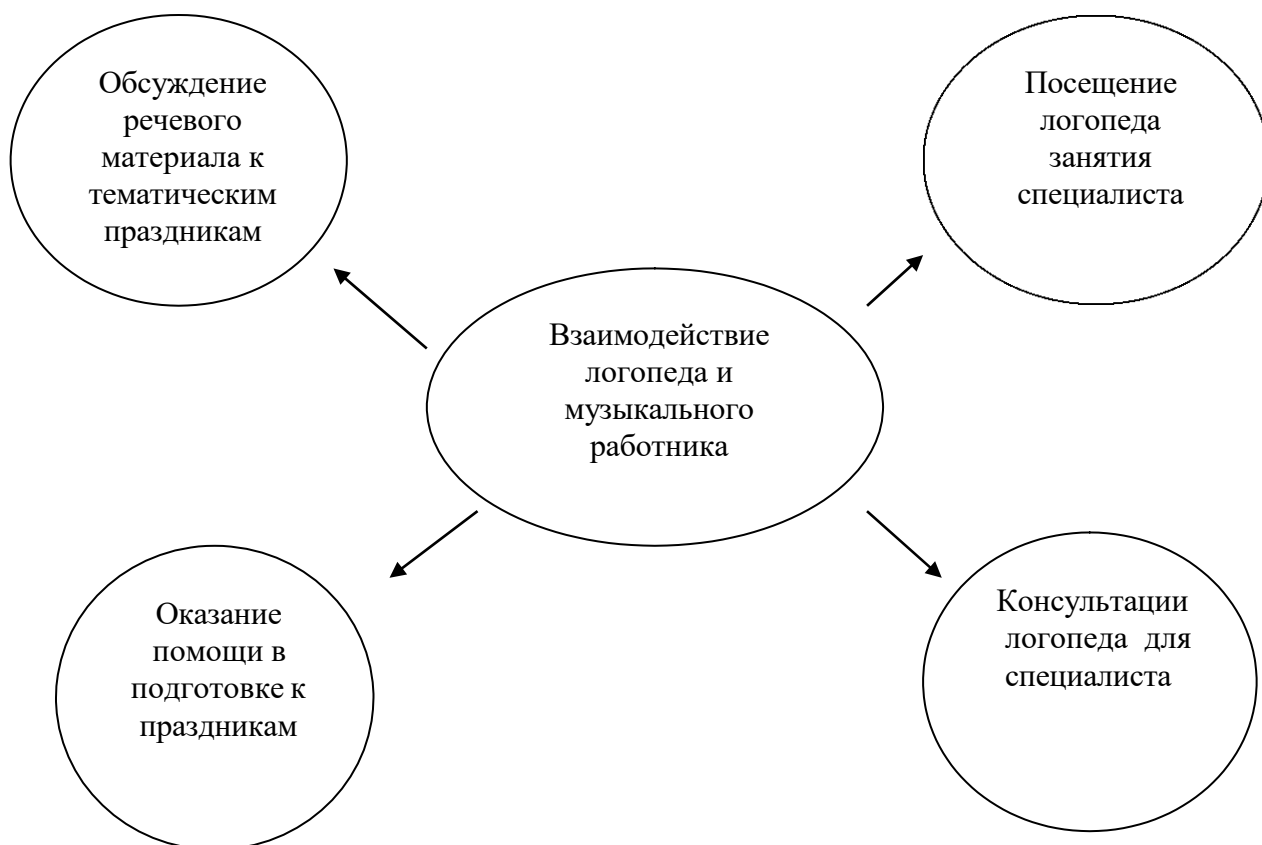 Обсуждение
речевого
материала к
тематическим
праздникам
Посещение
логопеда
занятия
специалиста
Взаимодействие
логопеда и
музыкального
работника
Оказание
помощи в
подготовке к
праздникам
Консультации
логопеда для
специалиста